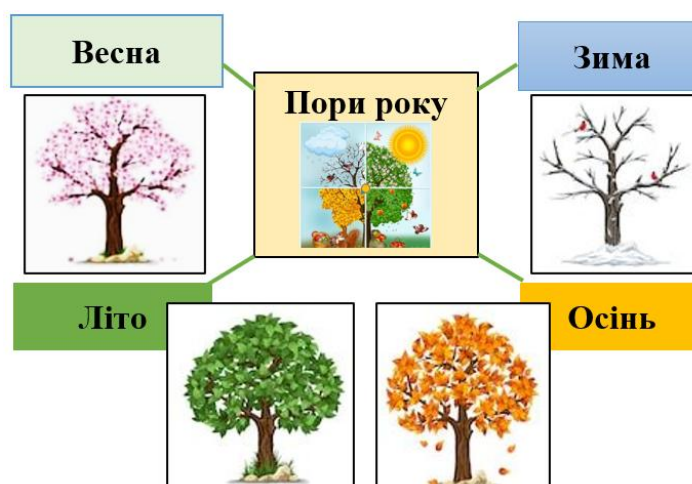 Весна
Зима
Пори року
Літо
Осінь